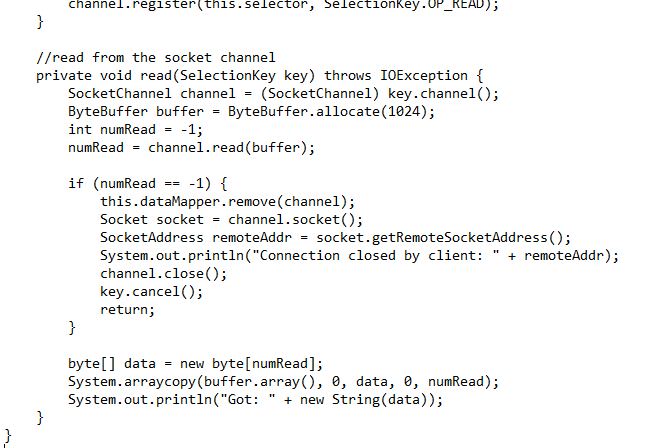 channel.register(this.selector, SelectionKey.OP_READ);
}
//read from the socket channel
private void read(SelectionKey key) throws IOException {
SocketChannel channel = (SocketChannel) key.channel();
ByteBuffer buffer = ByteBuffer.allocate(1024);
int numRead = -1;
numRead = channel.read(buffer);
if (numRead == -1) {
this.dataMapper.remove(channel);
Socket socket = channel.socket();
SocketAddress remoteAddr = socket.getRemoteSocketAddress();
System.out.println("Connection closed by client: " + remoteAddr);
channel.close();
key.cancel();
return;
}
byte[] data = new byte[numRead];
System.arraycopy(buffer.array(), 0, data, 0, numRead);
System.out.println("Got: " + new String(data));
}
}